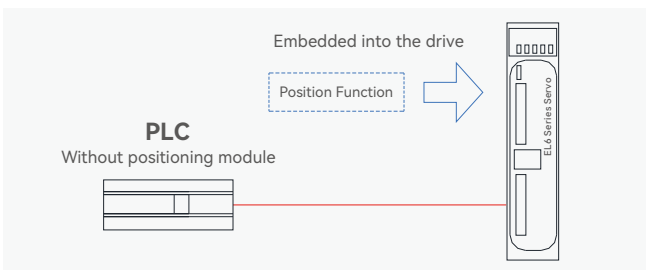 Embedded into the drive
Position Function
PLC
Without positioning module
EL6 Series Servo